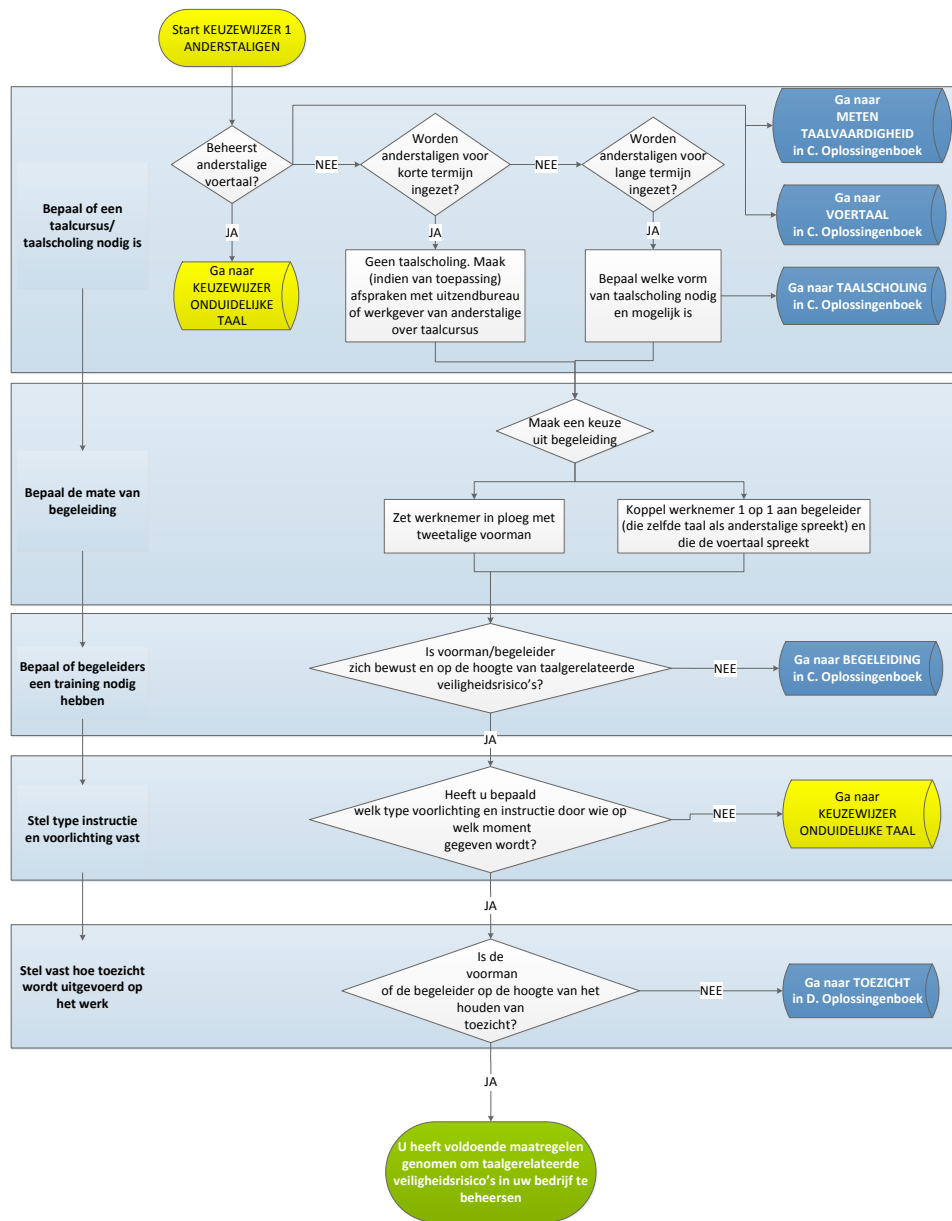 Start KEUZEWIJZER 1
ANDERSTALIGEN
Bepaal of een
taalcursus/
taalscholing nodig is
Beheerst
anderstalige
voertaal?
NEE
Worden
anderstaligen voor
korte termijn
ingezet?
NEE
Worden
anderstaligen voor
lange termijn
ingezet?
Ga naar
METEN
TAALVAARDIGHEID
in C. Oplossingenboek
Ga naar
VOERTAAL
in C. Oplossingenboek
JA
JA
JA
Ga naar
KEUZEWIJZER
ONDUIDELIJKE
TAAL
Geen taalscholing. Maak
(indien van toepassing)
afspraken met uitzendbureau
of werkgever van anderstalige
over taalcursus
Bepaal welke vorm
van taalscholing nodig
en mogelijk is
Ga naar TAALSCHOLING
in C. Oplossingenboek
Bepaal de mate van
begeleiding
Maak een keuze
uit begeleiding
Zet werknemer in ploeg met
tweetalige voorman
Koppel werknemer 1 op 1 aan begeleider
(die zelfde taal als anderstalige spreekt) en
die de voertaal spreekt
Bepaal of begeleiders
een training nodig
hebben
Is voorman/begeleider
zich bewust en op de hoogte van taalgerelateerde
veiligheidsrisico's?
NEE
Ga naar BEGELEIDING
in C. Oplossingenboek
JA
Stel type instructie
en voorlichting vast
Heeft u bepaald
welk type voorlichting en instructie door wie op
welk moment
gegeven wordt?
NEE
Ga naar
KEUZEWIJZER
ONDUIDELIJKE TAAL
JA
Stel vast hoe toezicht
wordt uitgevoerd op
het werk
Is de
voorman
of de begeleider op de hoogte van het
houden van
toezicht?
NEE
Ga naar TOEZICHT
in D. Oplossingenboek
JA
U heeft voldoende maatregelen
genomen om taalgerelateerde
veiligheidsrisico's in uw bedrijf te
beheersen